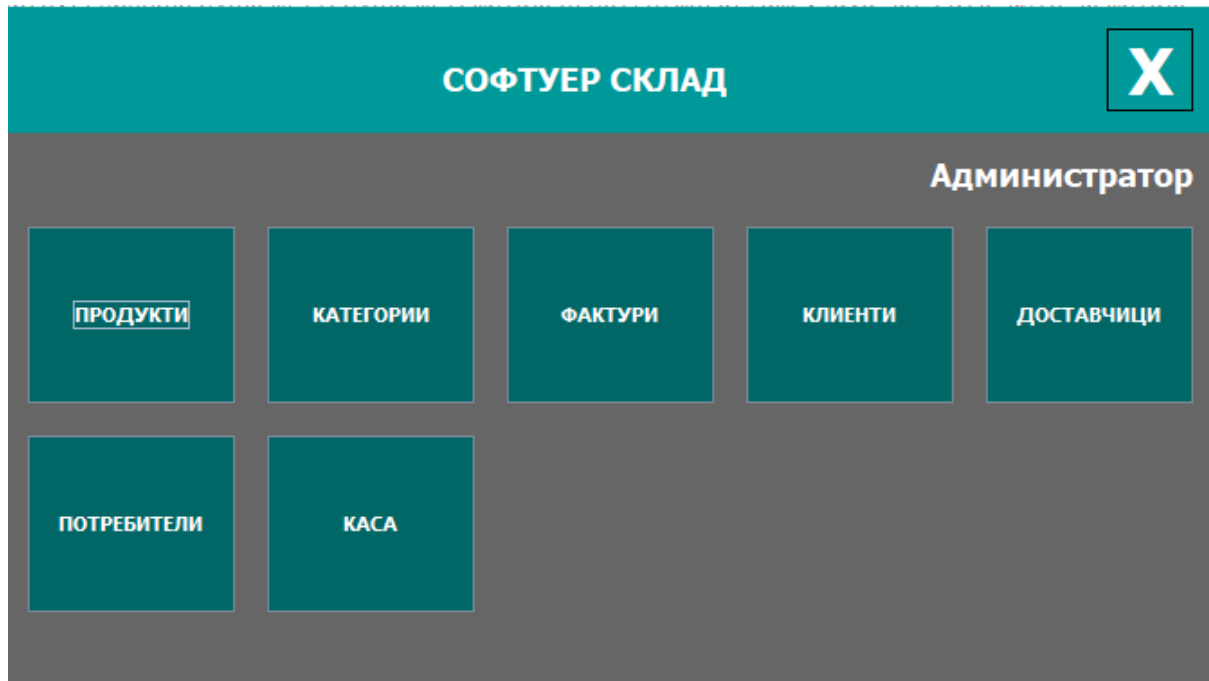 СОФТУЕР СКЛАД
X
Администратор
ПРОДУКТИ
КАТЕГОРИИ
ФАКТУРИ
КЛИЕНТИ
ДОСТАВЧИЦИ
ПОТРЕБИТЕЛИ
КАСА